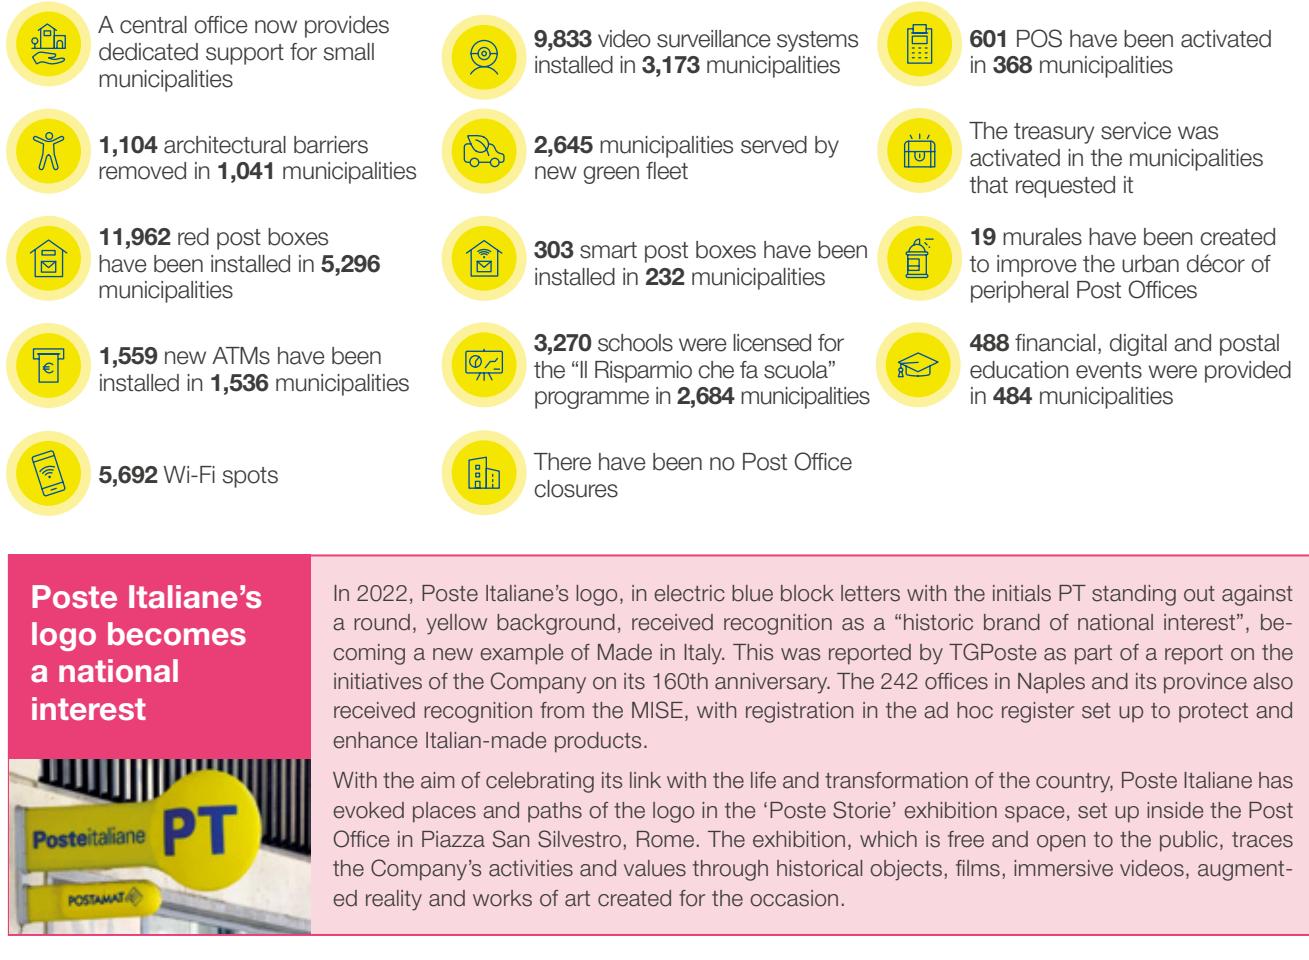 A central office now provides
dedicated support for small
municipalities
9,833 video surveillance systems
installed in 3,173 municipalities
601 POS have been activated
in 368 municipalities
1,104 architectural barriers
removed in 1,041 municipalities
2,645 municipalities served by
new green fleet
The treasury service was
activated in the municipalities
that requested it
11,962 red post boxes
have been installed in 5,296
municipalities
303 smart post boxes have been
installed in 232 municipalities
19 murales have been created
to improve the urban décor of
peripheral Post Offices
1,559 new ATMs have been
installed in 1,536 municipalities
3,270 schools were licensed for
the “Il Risparmio che fa scuola”
programme in 2,684 municipalities
488 financial, digital and postal
education events were provided
in 484 municipalities
5,692 Wi-Fi spots
There have been no Post Office
closures
Poste Italiane’s
logo becomes
a national
interest
In 2022, Poste Italiane’s logo, in electric blue block letters with the initials PT standing out against
a round, yellow background, received recognition as a “historic brand of national interest”, be-
coming a new example of Made in Italy. This was reported by TGPoste as part of a report on the
initiatives of the Company on its 160th anniversary. The 242 offices in Naples and its province also
received recognition from the MISE, with registration in the ad hoc register set up to protect and
enhance Italian-made products.
With the aim of celebrating its link with the life and transformation of the country, Poste Italiane has
evoked places and paths of the logo in the ‘Poste Storie’ exhibition space, set up inside the Post
Office in Piazza San Silvestro, Rome. The exhibition, which is free and open to the public, traces
the Company’s activities and values through historical objects, films, immersive videos, augment-
ed reality and works of art created for the occasion.
Posteitaliane PT
POSTAMAT